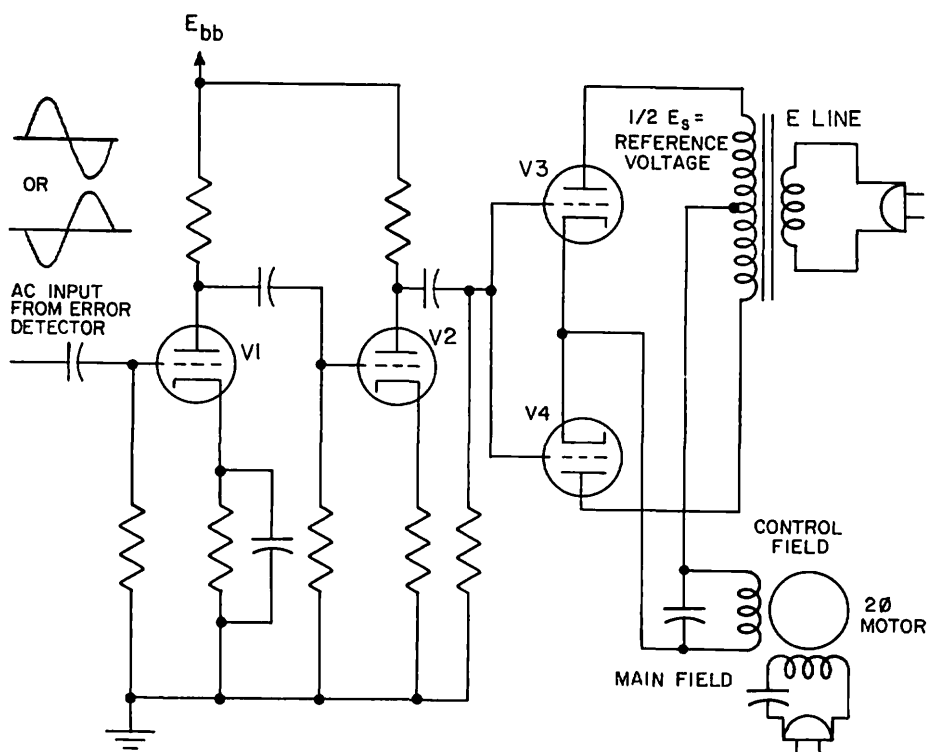 E_bb
OR
AC INPUT
FROM ERROR
DETECTOR
V1
V2
V3
V4
1/2 E_s =
REFERENCE
VOLTAGE
E LINE
CONTROL
FIELD
2Ø
MOTOR
MAIN FIELD